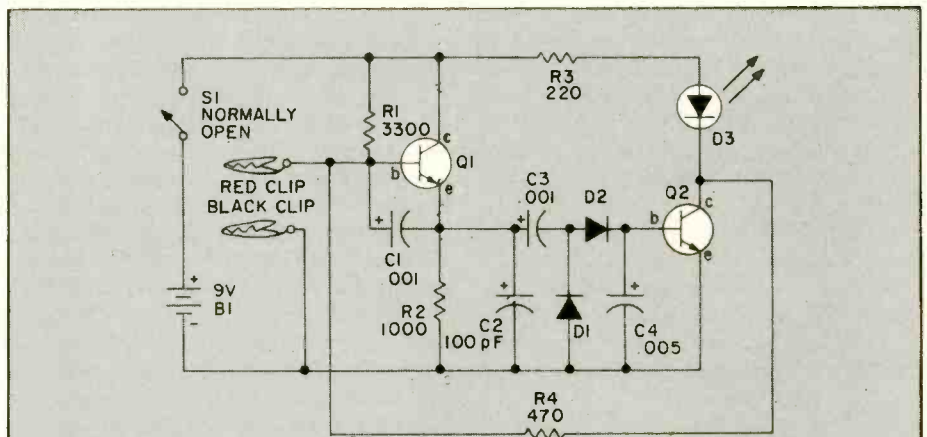 S1
NORMALLY
OPEN
RED CLIP
BLACK CLIP
+
9V
B1
-
R1
3300
b
c
e
Q1
+
C1
.001
R2
1000
+
C2
100 pF
C3
.001
+
D1
D2
+
C4
.005
R3
220
D3
Q2
b
c
e
R4
470